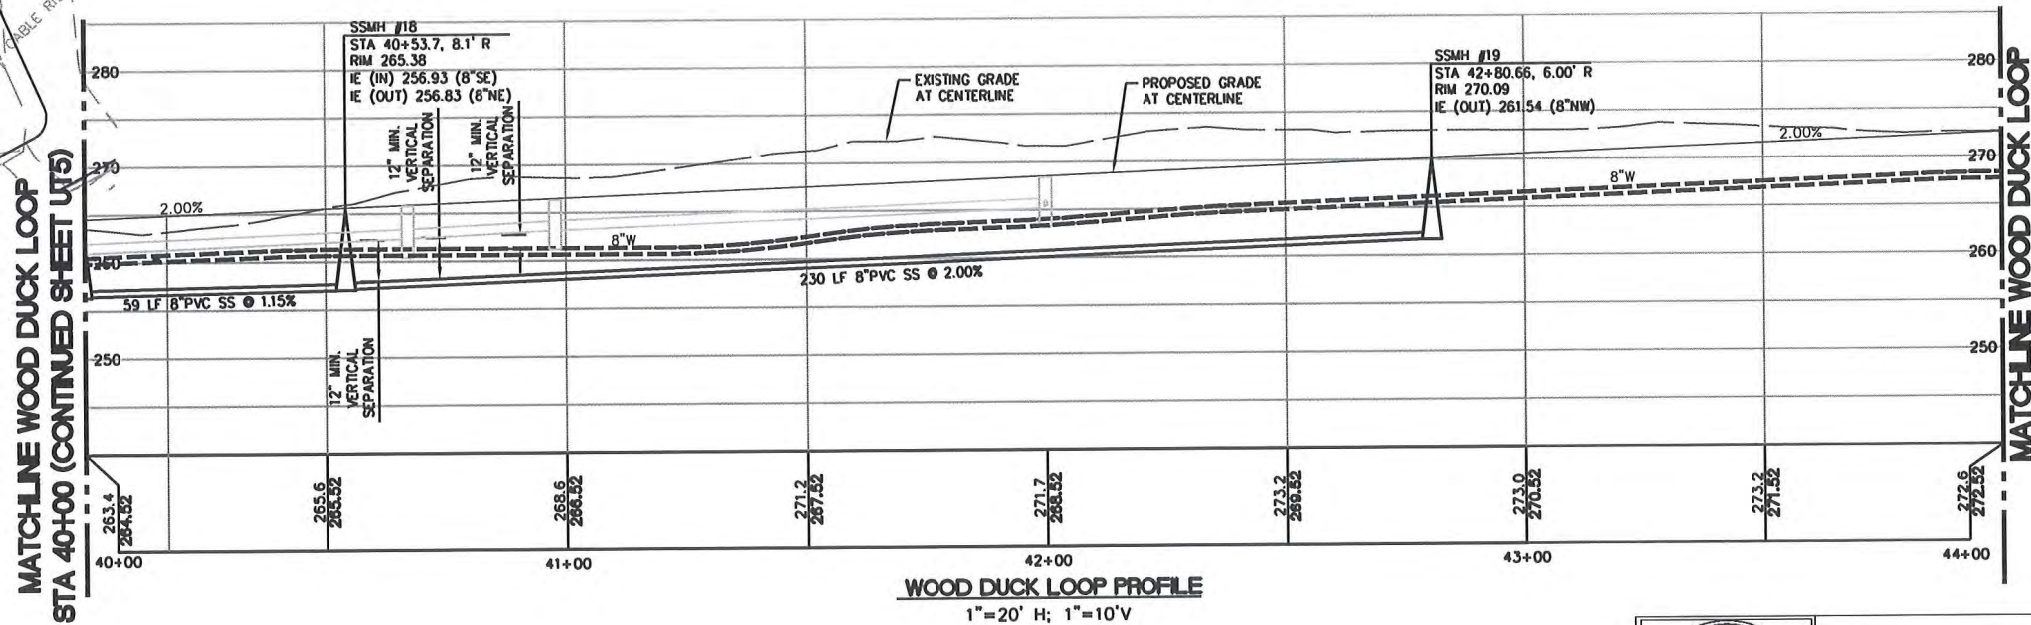 CABLE
SSMH #18
STA 40+53.7, 8.1' R
RIM 265.38
IE (IN) 256.93 (8"SE)
IE (OUT) 256.83 (8"NE)
12" MIN.
VERTICAL
SEPARATION
12" MIN.
VERTICAL
SEPARATION
EXISTING GRADE
AT CENTERLINE
PROPOSED GRADE
AT CENTERLINE
SSMH #19
STA 42+80.66, 6.00' R
RIM 270.09
IE (OUT) 261.54 (8"NW)
280
280
2.00%
270
270
8"W
2.00%
8"W
260
260
230 LF 8"PVC SS @ 2.00%
59 LF 8"PVC SS @ 1.15%
250
250
12" MIN.
VERTICAL
SEPARATION
MATCHLINE WOOD DUCK LOOP
STA 40+00 (CONTINUED SHEET UT5)
MATCHLINE WOOD DUCK LOOP
263.4
264.52
265.6
265.52
268.6
266.52
271.2
267.52
271.7
268.52
273.2
269.52
273.0
270.52
273.2
271.52
272.6
272.52
40+00
41+00
42+00
43+00
44+00
WOOD DUCK LOOP PROFILE
1"=20' H; 1"=10'V